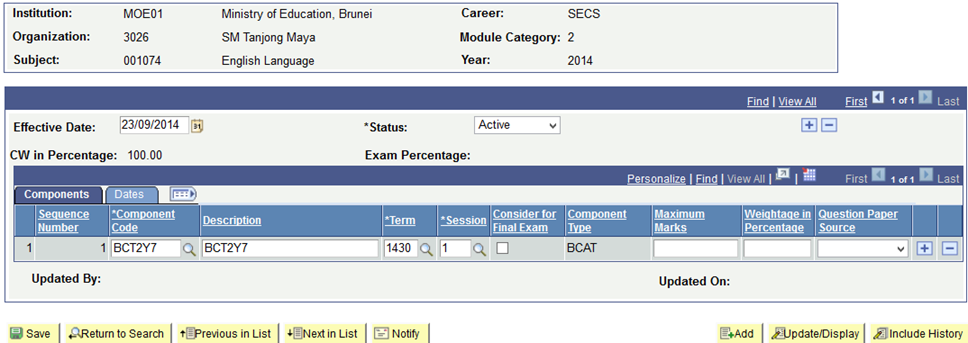 Institution: MOE01 Ministry of Education, Brunei Career: SECS
Organization: 3026 SM Tanjong Maya Module Category: 2
Subject: 001074 English Language Year: 2014
Find | View All First 1 of 1 Last
Effective Date: 23/09/2014 31 *Status: Active
CW in Percentage: 100.00 Exam Percentage:
Personalize | Find | View All | | First 1 of 1 Last
Components Dates
Sequence Number *Component Code Description *Term *Session Consider for Final Exam Component Type Maximum Marks Weightage in Percentage Question Paper Source
1 1 BCT2Y7 BCT2Y7 1430 1 BCAT
Updated By: Updated On:
Save Return to Search Previous in List Next in List Notify Add Update/Display Include History